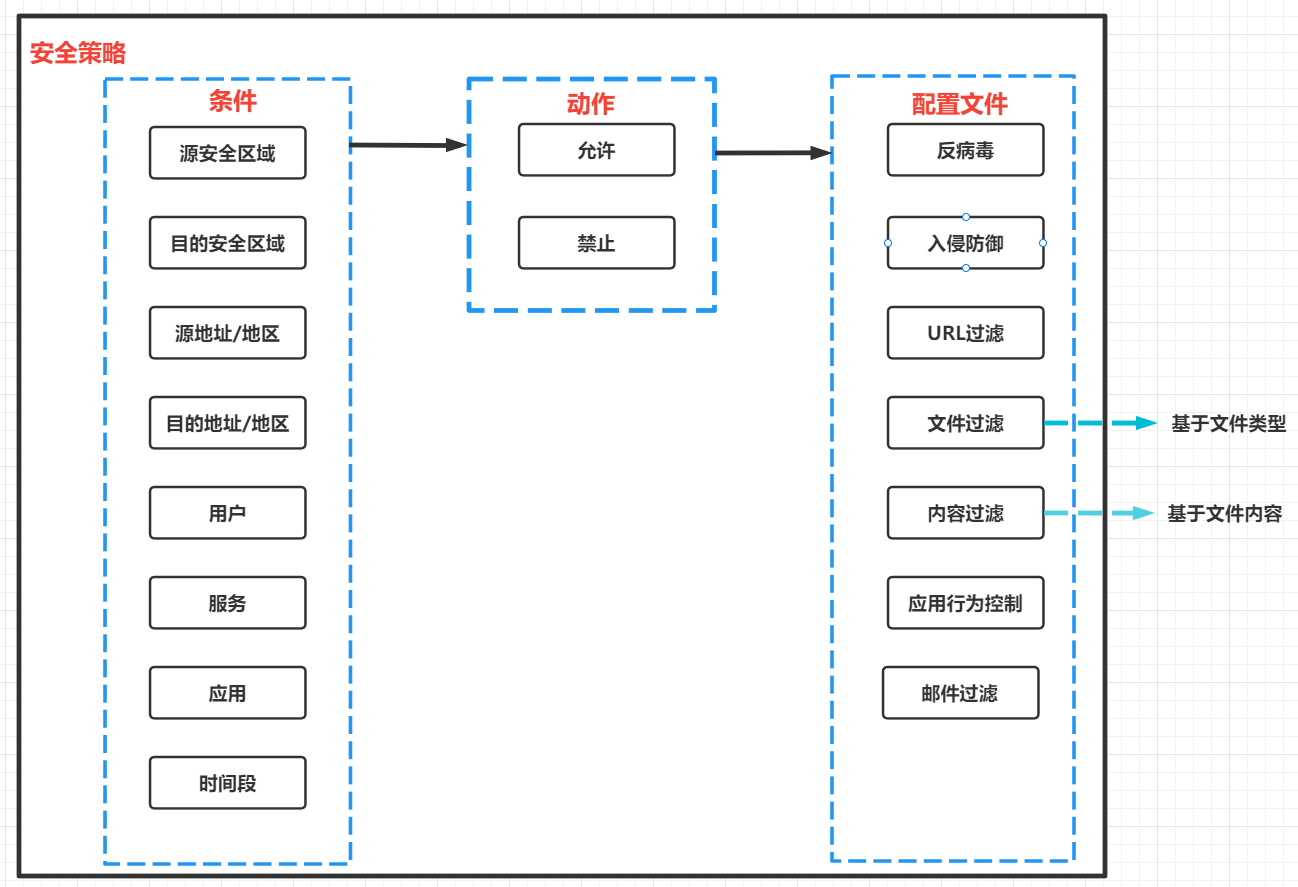 安全策略
条件
源安全区域
目的安全区域
源地址/地区
目的地址/地区
用户
服务
应用
时间段
动作
允许
禁止
配置文件
反病毒
入侵防御
URL过滤
文件过滤
基于文件类型
内容过滤
基于文件内容
应用行为控制
邮件过滤